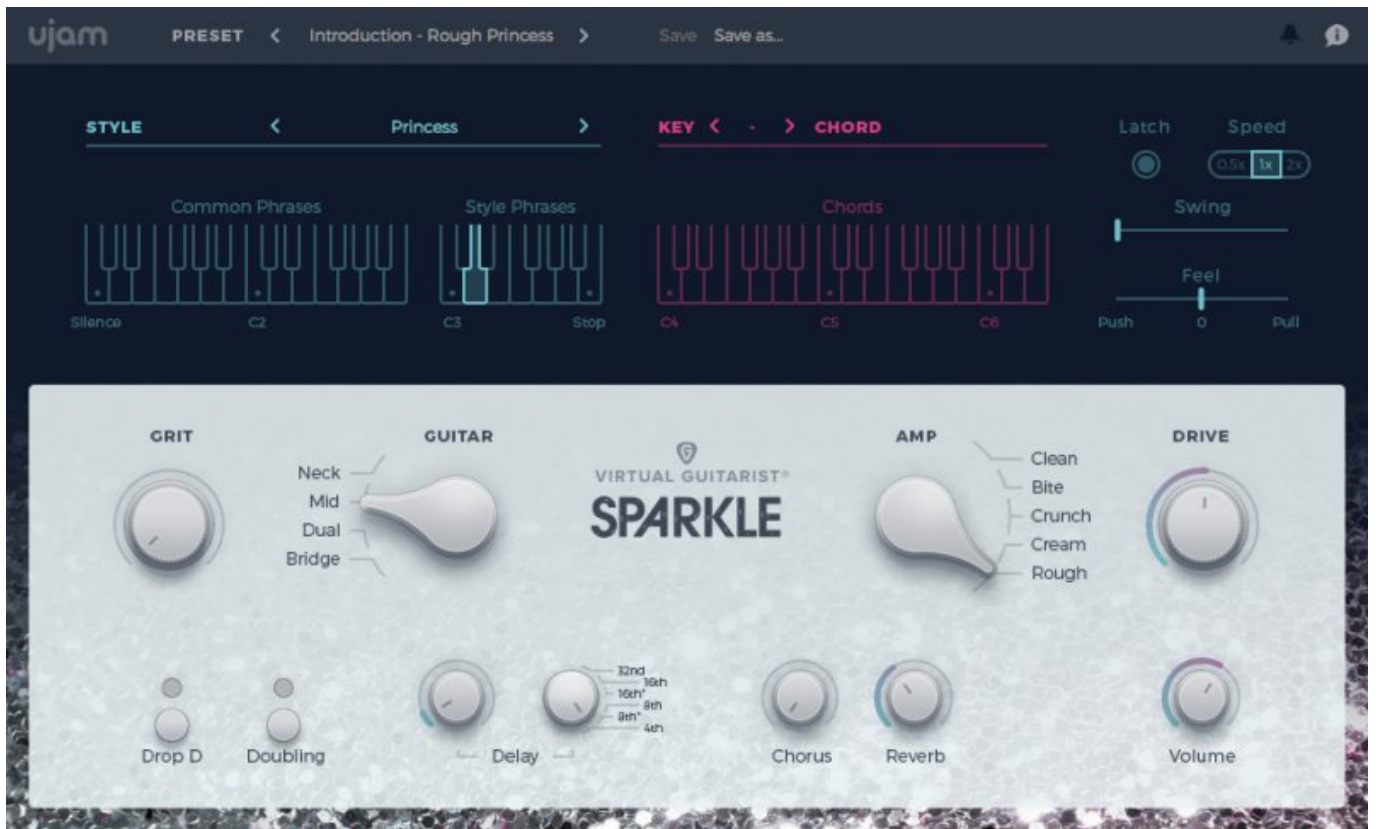 ujam PRESET < Introduction - Rough Princess > Save Save as...
STYLE < Princess > KEY < - > CHORD Latch Speed
0.5x 1x 2x
Common Phrases Style Phrases Chords Swing
Feel
Silence C2 C3 Stop C4 C5 C6 Push 0 Pull
GRIT GUITAR AMP DRIVE
Neck
Mid
Dual
Bridge
VIRTUAL GUITARIST®
SPARKLE
Clean
Bite
Crunch
Cream
Rough
32nd
16th
16th*
8th
8th*
4th
Drop D Doubling Delay Chorus Reverb Volume